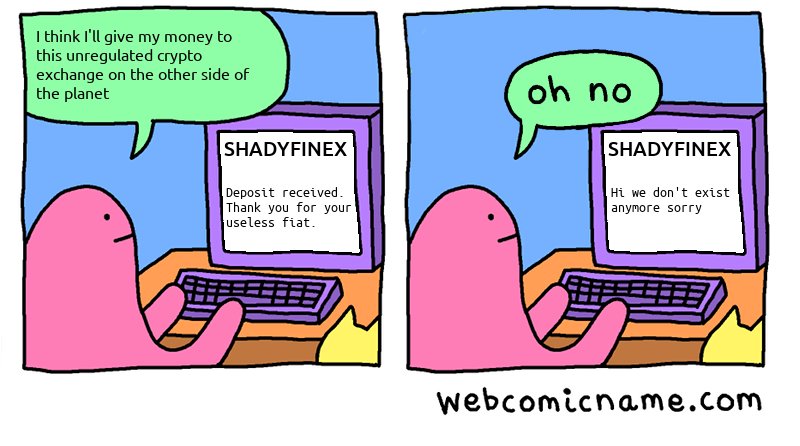 I think I'll give my money to
this unregulated crypto
exchange on the other side of
the planet
SHADYFINEX
Deposit received.
Thank you for your
useless fiat.
oh no
SHADYFINEX
Hi we don't exist
anymore sorry
webcomicname.com